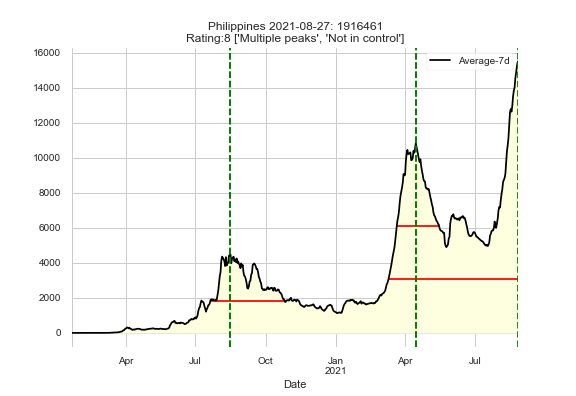 Philippines 2021-08-27: 1916461
Rating:8 ['Multiple peaks', 'Not in control']
Average-7d
16000
14000
12000
10000
8000
6000
4000
2000
0
Apr Jul Oct Jan Apr Jul
2021
Date